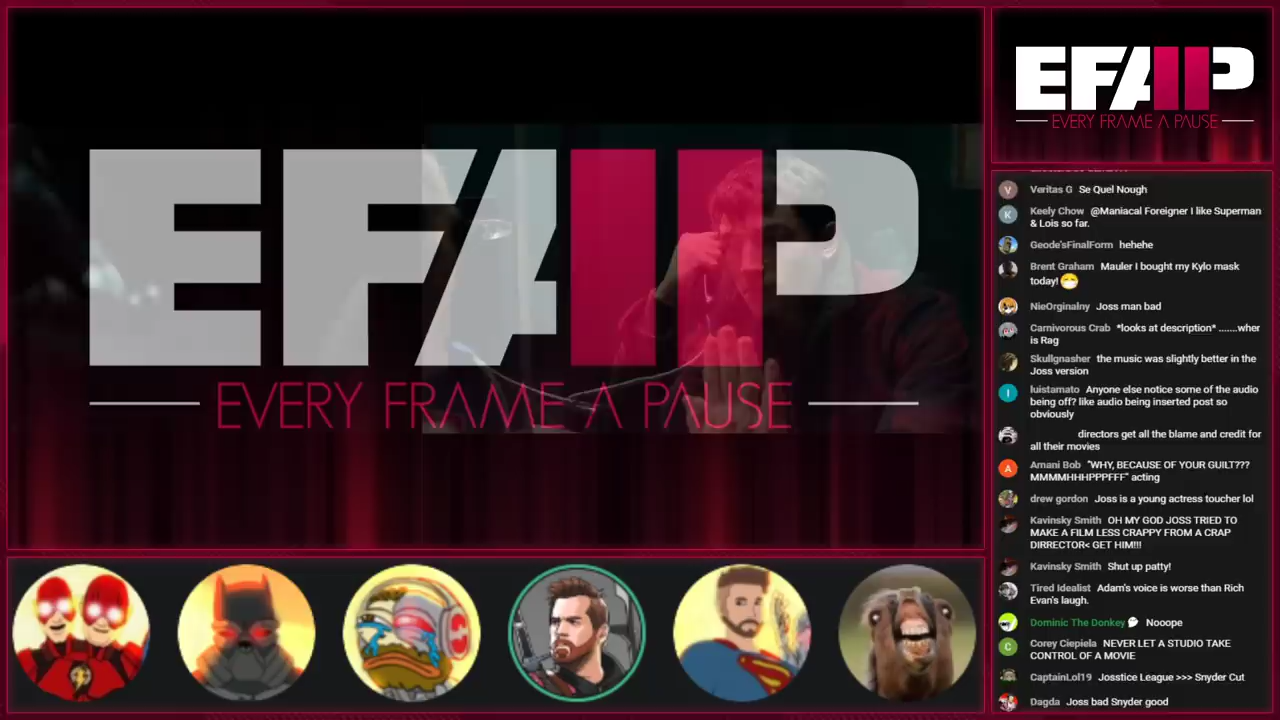 EFAP
EVERY FRAME A PAUSE
EFAP
EVERY FRAME A PAUSE
V Veritas G Se Quel Nough
K Keely Chow @Maniacal Foreigner I like Superman
& Lois so far.
Geode'sFinalForm hehehe
Brent Graham Mauler I bought my Kylo mask
today!
NieOrginalny Joss man bad
Carnivorous Crab *looks at description* .......wher
is Rag
Skullgnasher the music was slightly better in the
Joss version
l luistamato Anyone else notice some of the audio
being off? like audio being inserted post so
obviously
directors get all the blame and credit for
all their movies
A Amani Bob "WHY, BECAUSE OF YOUR GUILT???
MMMMHHHPPPFFF" acting
drew gordon Joss is a young actress toucher lol
Kavinsky Smith OH MY GOD JOSS TRIED TO
MAKE A FILM LESS CRAPPY FROM A CRAP
DIRRECTOR< GET HIM!!!
Kavinsky Smith Shut up patty!
Tired Idealist Adam's voice is worse than Rich
Evan's laugh.
Dominic The Donkey Nooope
C Corey Ciepiela NEVER LET A STUDIO TAKE
CONTROL OF A MOVIE
CaptainLol19 Josstice League >>> Snyder Cut
Dagda Joss bad Snyder good